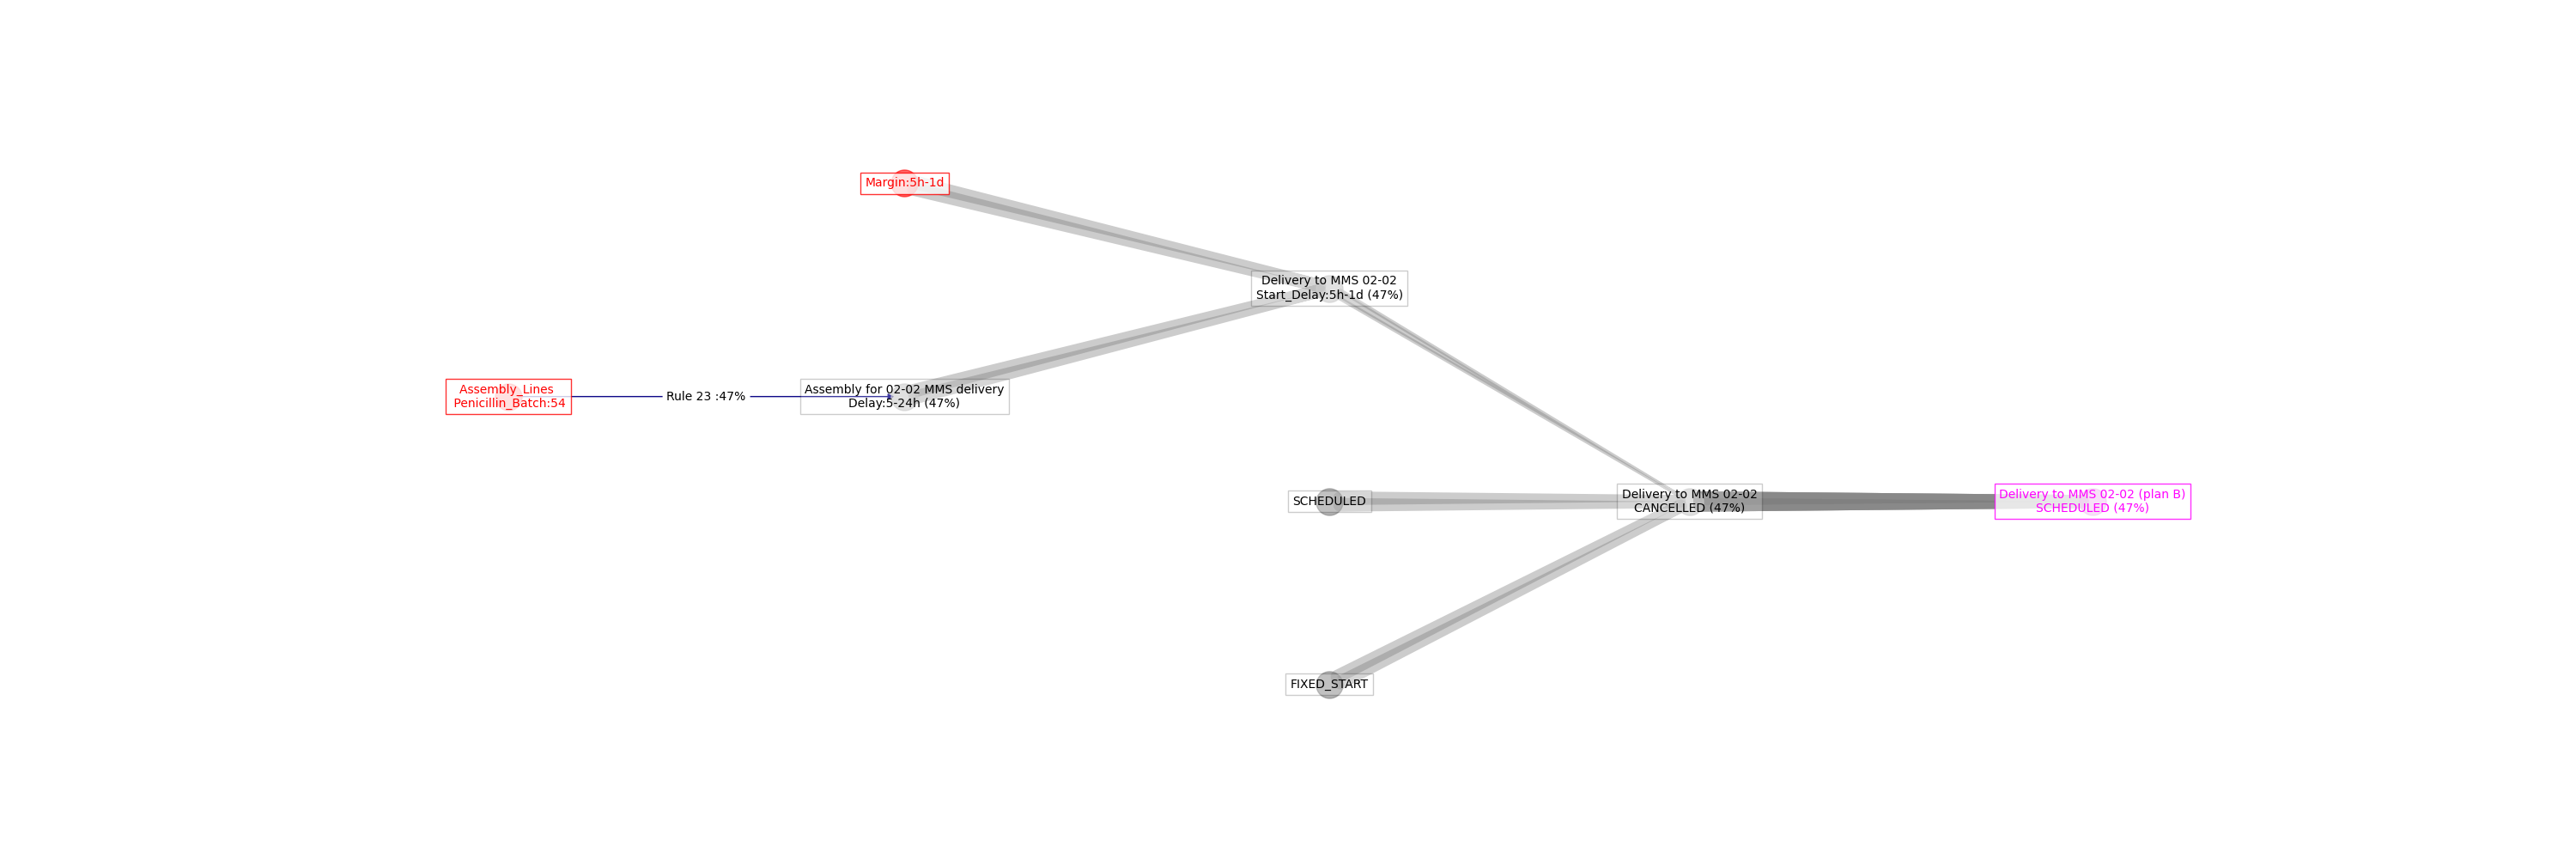 Margin:5h-1d
Delivery to MMS 02-02
Start_Delay:5h-1d (47%)
Assembly_Lines
Penicillin_Batch:54
Rule 23 :47%
Assembly for 02-02 MMS delivery
Delay:5-24h (47%)
SCHEDULED
Delivery to MMS 02-02
CANCELLED (47%)
Delivery to MMS 02-02 (plan B)
SCHEDULED (47%)
FIXED_START